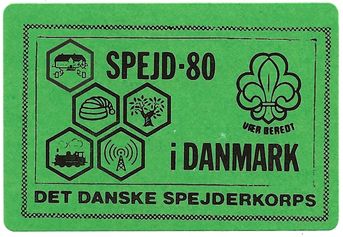 SPEJD-80
VÆR BEREDT
i DANMARK
DET DANSKE SPEJDERKORPS